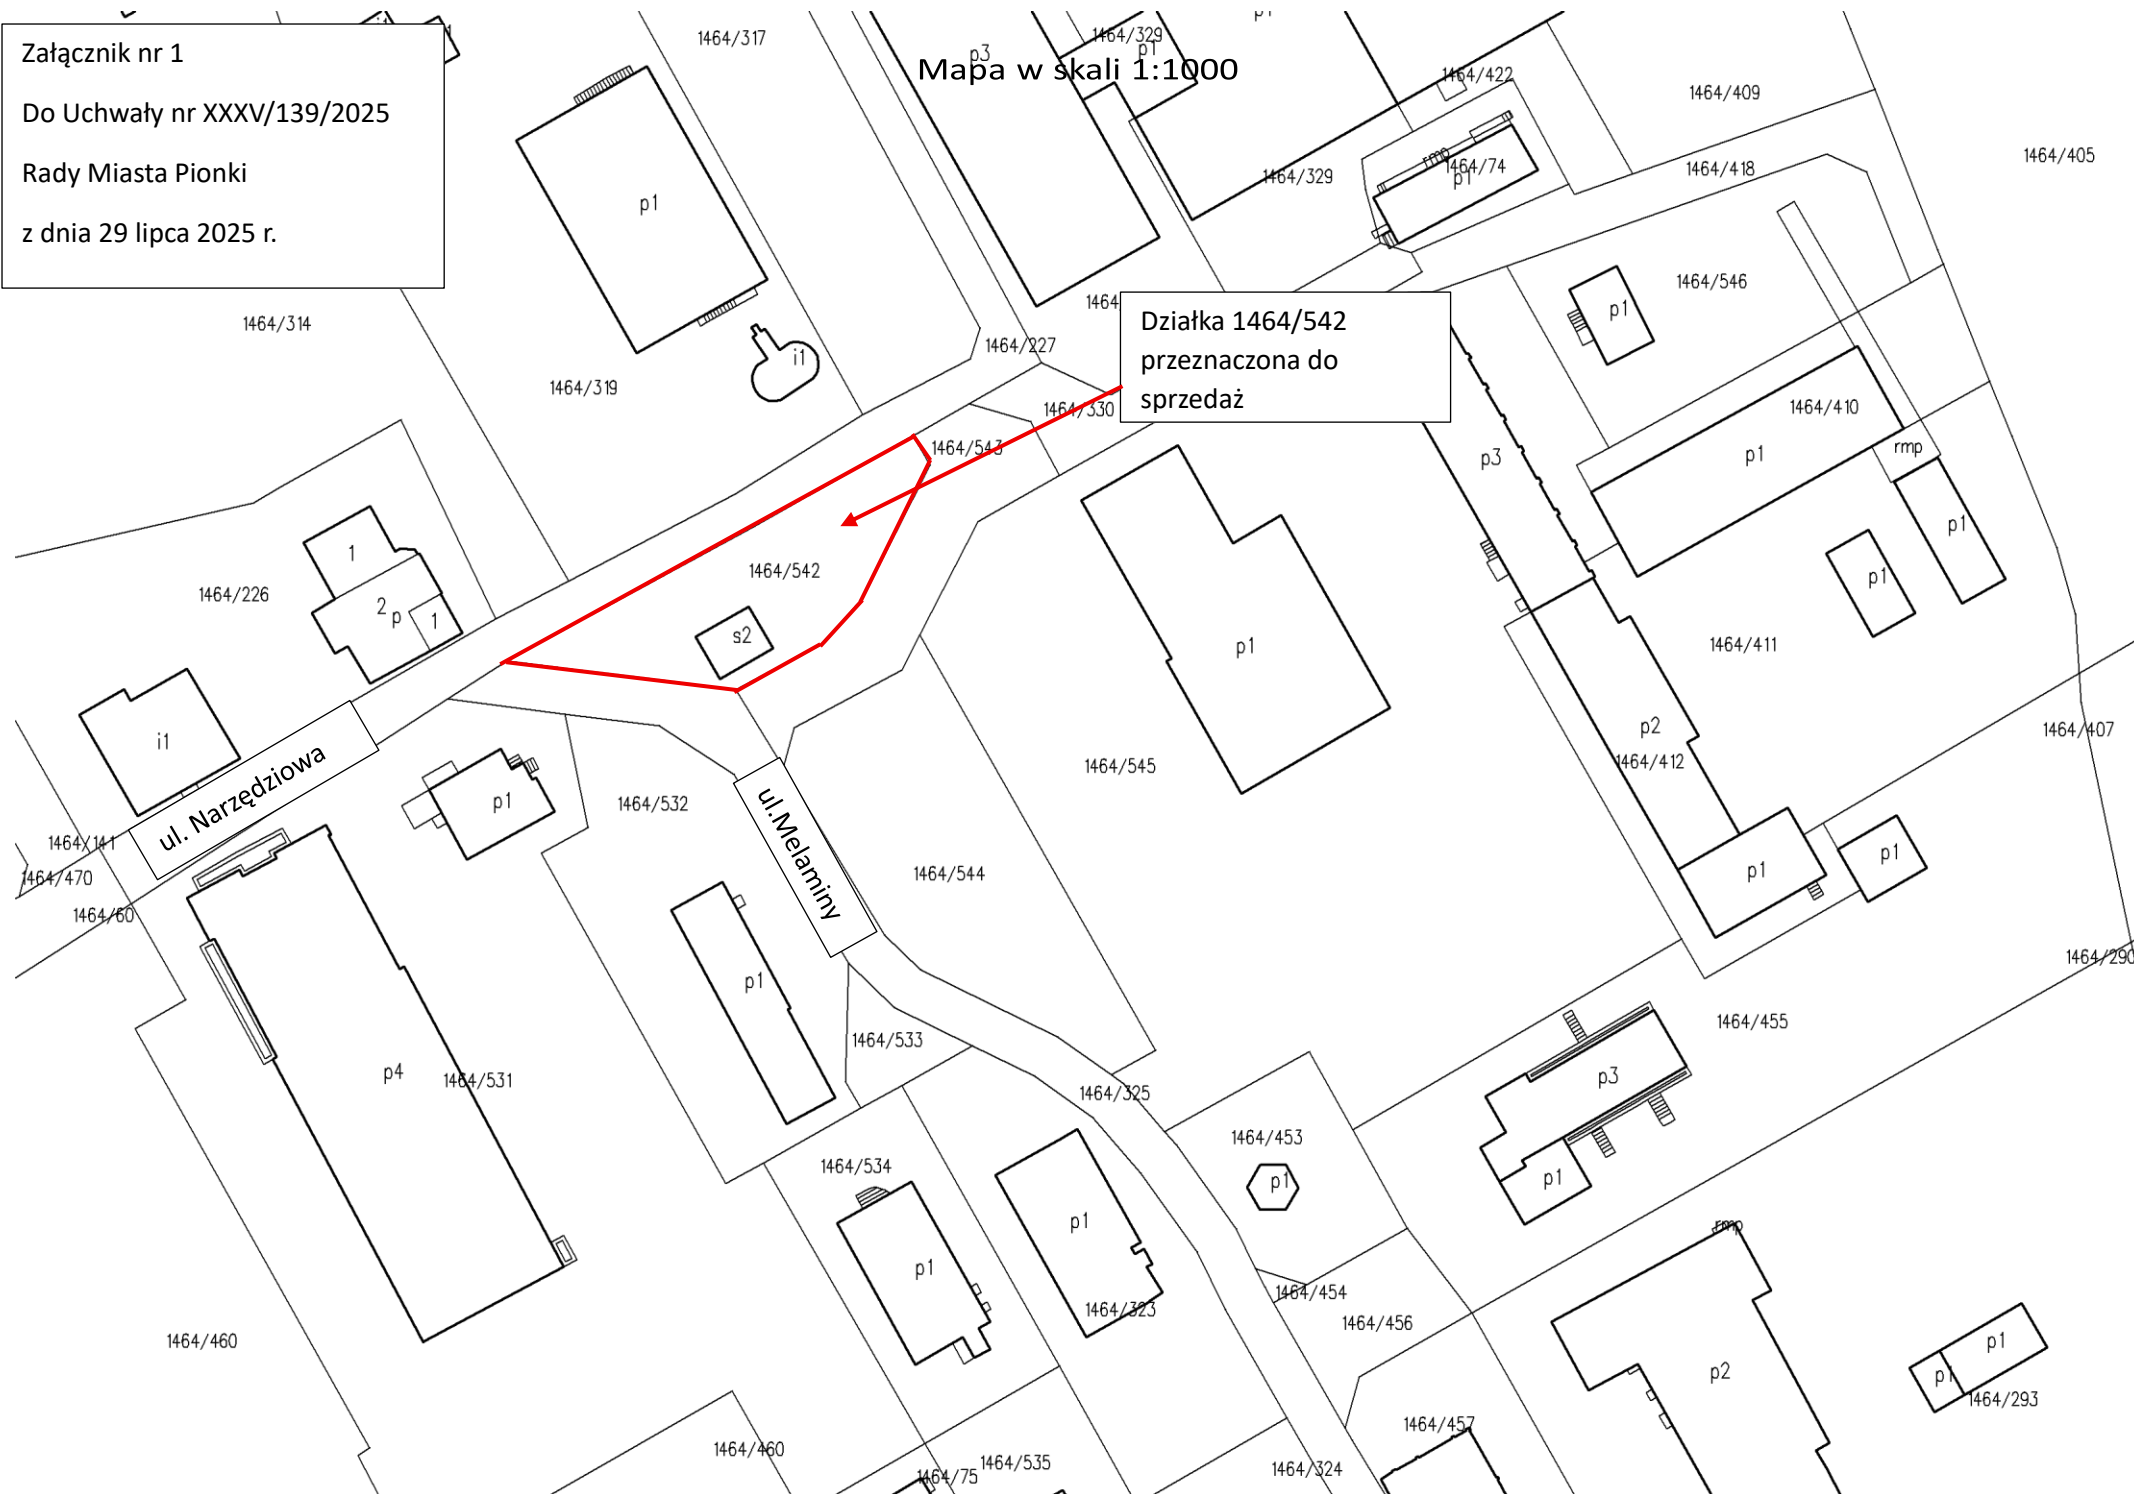 Załącznik nr 1
Do Uchwały nr XXXV/139/2025
Rady Miasta Pionki
z dnia 29 lipca 2025 r.
Mapa w skali 1:1000
Działka 1464/542
przeznaczona do
sprzedaż
ul. Narzędziowa
ul.Melaminy
i1
1464/317
p3
1464/329
p1
p1
1464/422
1464/409
1464/405
rmp
1464/74
p1
1464/329
1464/418
p1
1464/314
1464/546
p1
1464
1464/227
i1
1464/319
1464/330
1464/410
1464/543
p3
p1
rmp
p1
1
1464/542
p1
1464/226
2
p
1
s2
p1
1464/411
i1
p2
1464/407
1464/412
1464/545
p1
1464/532
1464/141
1464/470
p1
p1
1464/544
1464/60
1464/290
p1
1464/455
1464/533
p4
1464/531
p3
1464/325
1464/453
1464/534
p1
p1
p1
rmp
p1
1464/454
1464/323
1464/456
1464/460
p1
p2
p1
1464/293
1464/457
1464/460
1464/75
1464/535
1464/324